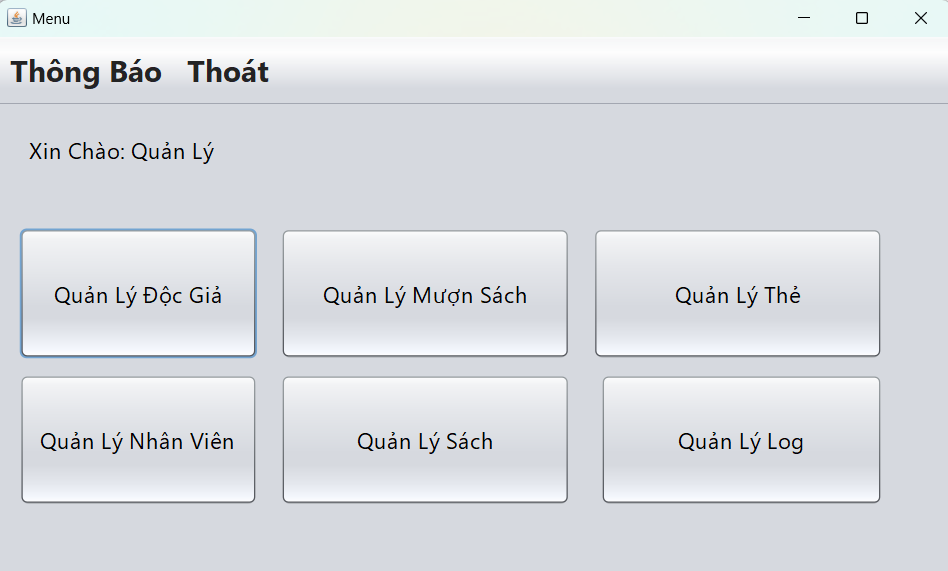 Menu
Thông Báo Thoát
Xin Chào: Quản Lý
Quản Lý Độc Giả Quản Lý Mượn Sách Quản Lý Thẻ
Quản Lý Nhân Viên Quản Lý Sách Quản Lý Log